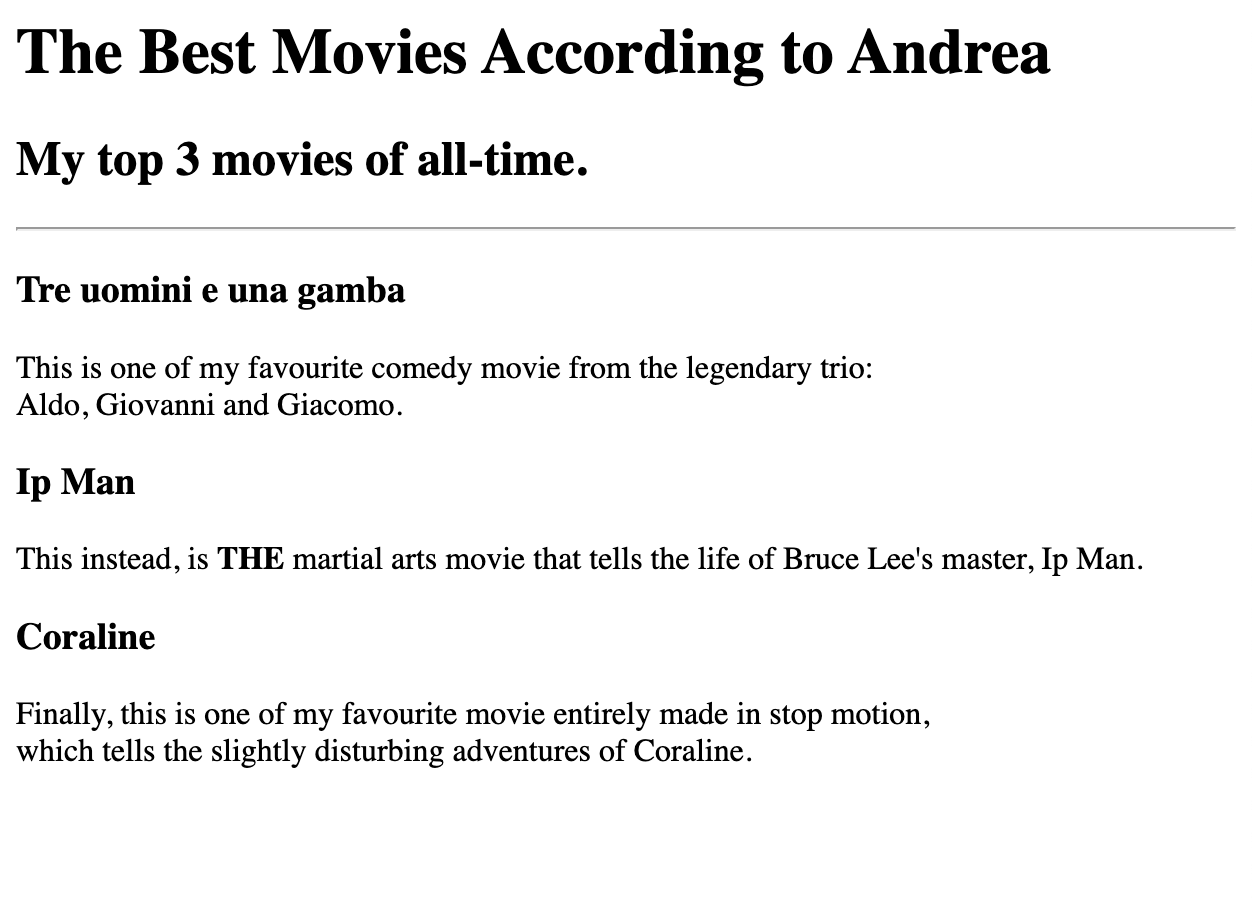 The Best Movies According to Andrea
My top 3 movies of all-time.
Tre uomini e una gamba
This is one of my favourite comedy movie from the legendary trio:
Aldo, Giovanni and Giacomo.
Ip Man
This instead, is THE martial arts movie that tells the life of Bruce Lee's master, Ip Man.
Coraline
Finally, this is one of my favourite movie entirely made in stop motion,
which tells the slightly disturbing adventures of Coraline.